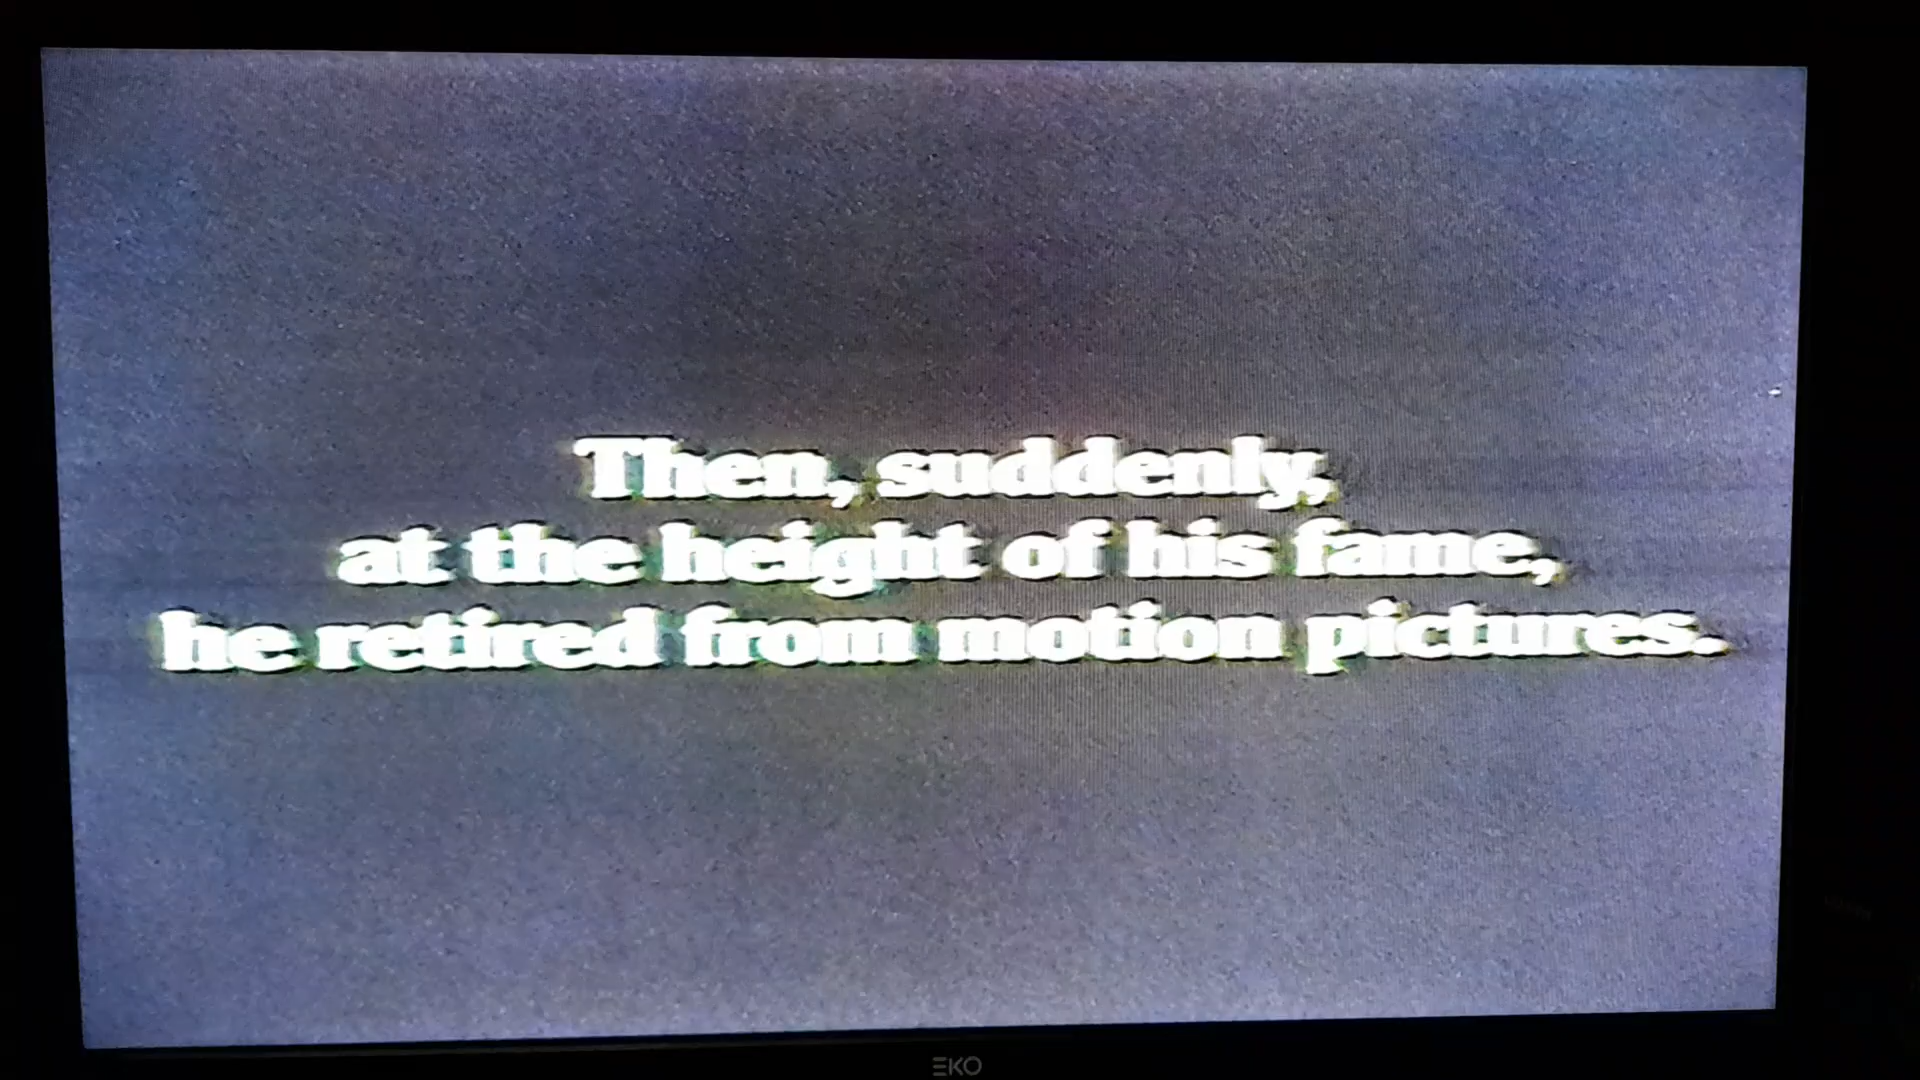 Then, suddenly,
at the height of his fame,
he retired from motion pictures.
EKO